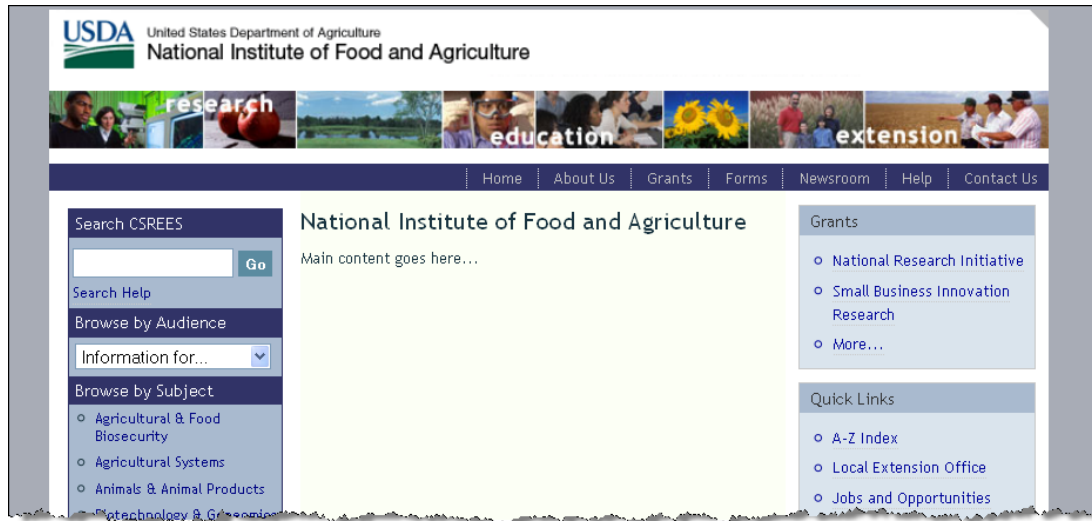 USDA
United States Department of Agriculture
National Institute of Food and Agriculture
research
education
extension
Home
About Us
Grants
Forms
Newsroom
Help
Contact Us
Search CSREES
Go
Search Help
Browse by Audience
Information for...
Browse by Subject
Agricultural & Food
Biosecurity
Agricultural Systems
Animals & Animal Products
Biotechnology & Genomics
National Institute of Food and Agriculture
Main content goes here...
Grants
National Research Initiative
Small Business Innovation
Research
More...
Quick Links
A-Z Index
Local Extension Office
Jobs and Opportunities